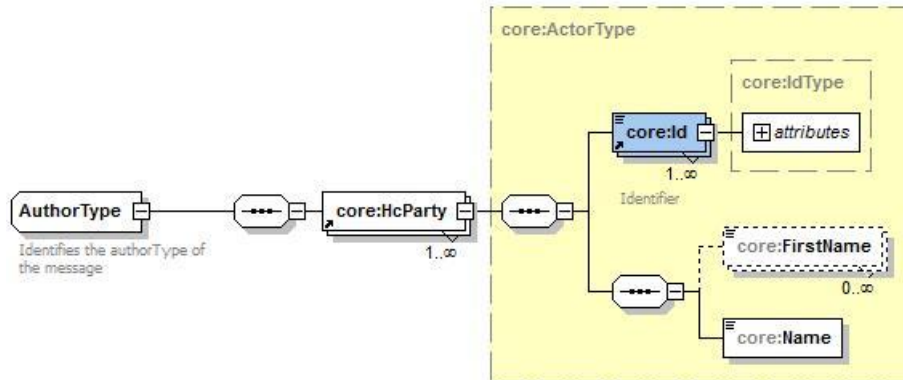 core:ActorType
core:IdType
core:Id
attributes
1..∞
Identifier
AuthorType
Identifies the authorType of
the message
core:HcParty
1..∞
core:FirstName
0..∞
core:Name